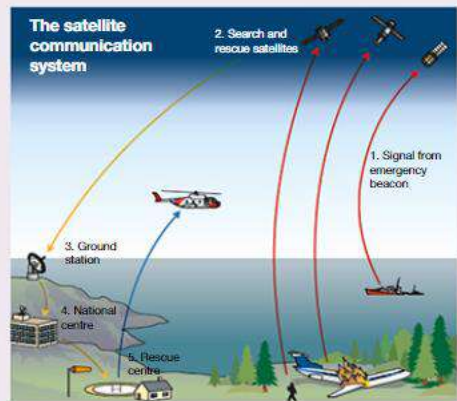 The satellite
communication
system
2. Search and
rescue satellites
1. Signal from
emergency
beacon
3. Ground
station
4. National
centre
5. Rescue
centre